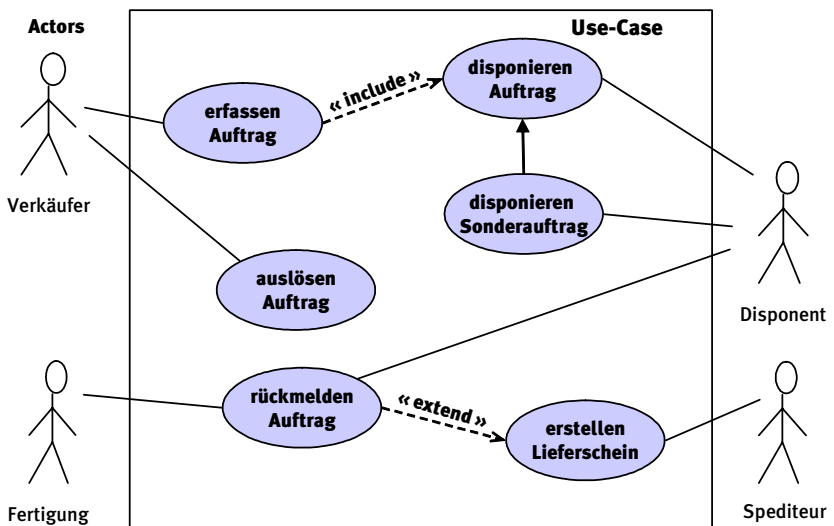 Actors
Use-Case
erfassen
Auftrag
« include »
disponieren
Auftrag
Verkäufer
disponieren
Sonderauftrag
auslösen
Auftrag
Disponent
rückmelden
Auftrag
« extend »
erstellen
Lieferschein
Fertigung
Spediteur